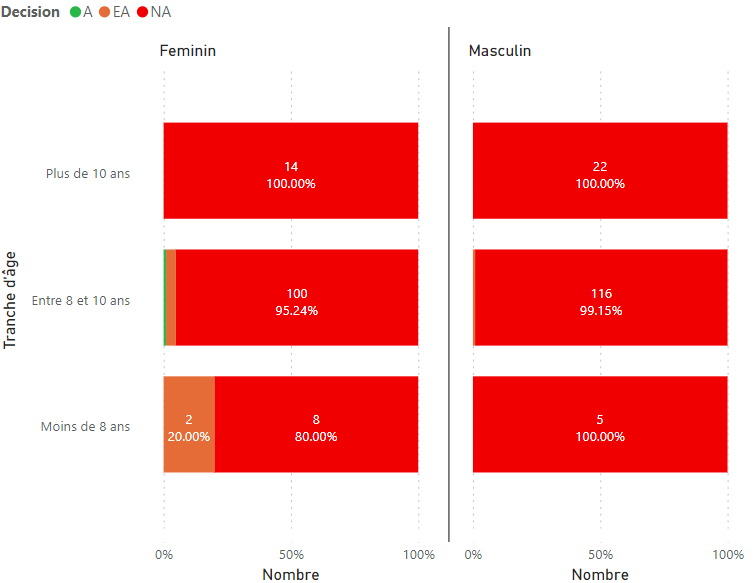 Decision A EA NA
Feminin
Masculin
Plus de 10 ans
14
100.00%
22
100.00%
Tranche d'âge
Entre 8 et 10 ans
100
95.24%
116
99.15%
Moins de 8 ans
2
20.00%
8
80.00%
5
100.00%
0% 50% 100%
0% 50% 100%
Nombre
Nombre